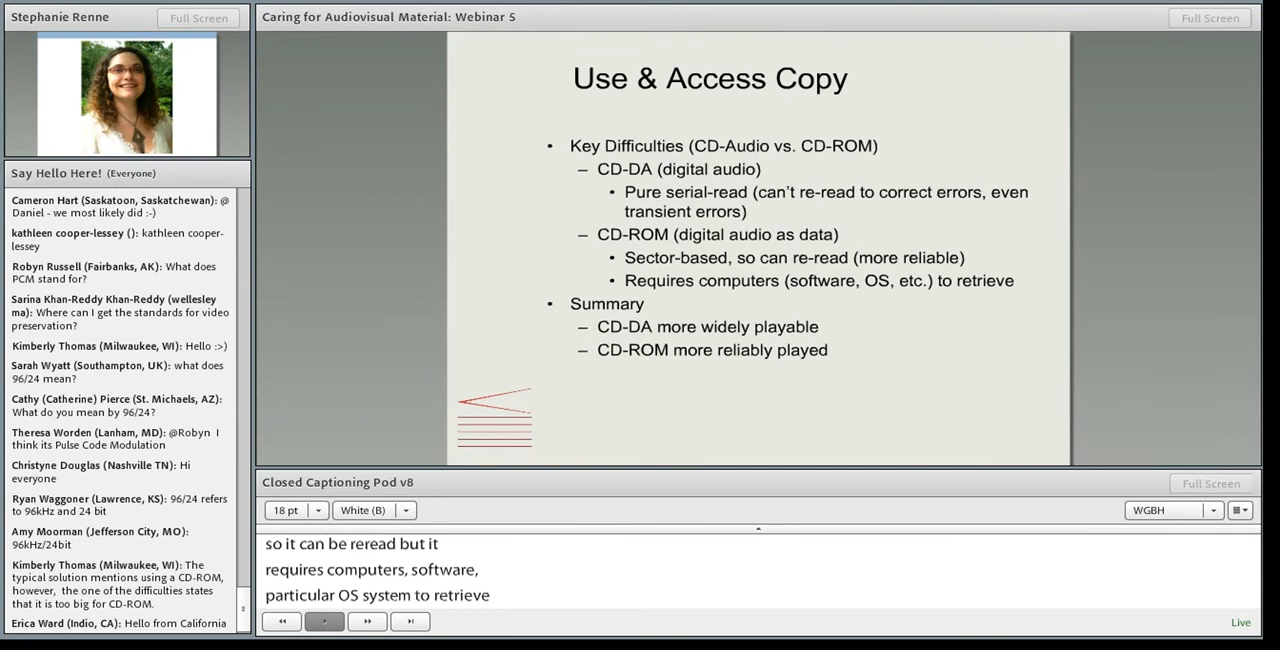 Stephanie Renne
Full Screen
Say Hello Here! (Everyone)
Cameron Hart (Saskatoon, Saskatchewan): @
Daniel - we most likely did :-)
kathleen cooper-lessey (): kathleen cooper-
lessey
Robyn Russell (Fairbanks, AK): What does
PCM stand for?
Sarina Khan-Reddy Khan-Reddy (wellesley
ma): Where can I get the standards for video
preservation?
Kimberly Thomas (Milwaukee, WI): Hello :>)
Sarah Wyatt (Southampton, UK): what does
96/24 mean?
Cathy (Catherine) Pierce (St. Michaels, AZ):
What do you mean by 96/24?
Theresa Worden (Lanham, MD): @Robyn I
think its Pulse Code Modulation
Christyne Douglas (Nashville TN): Hi
everyone
Ryan Waggoner (Lawrence, KS): 96/24 refers
to 96kHz and 24 bit
Amy Moorman (Jefferson City, MO):
96kHz/24bit
Kimberly Thomas (Milwaukee, WI): The
typical solution mentions using a CD-ROM,
however, the one of the difficulties states
that it is too big for CD-ROM.
Erica Ward (Indio, CA): Hello from California
Caring for Audiovisual Material: Webinar 5
Full Screen
Use & Access Copy
• Key Difficulties (CD-Audio vs. CD-ROM)
– CD-DA (digital audio)
• Pure serial-read (can't re-read to correct errors, even
transient errors)
– CD-ROM (digital audio as data)
• Sector-based, so can re-read (more reliable)
• Requires computers (software, OS, etc.) to retrieve
• Summary
– CD-DA more widely playable
– CD-ROM more reliably played
Closed Captioning Pod v8
Full Screen
18 pt
White (B)
WGBH
so it can be reread but it
requires computers, software,
particular OS system to retrieve
Live